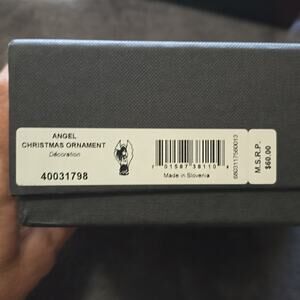 ANGEL
CHRISTMAS ORNAMENT
Décoration
40031798
Made in Slovenia
M.S.R.P.
$60.00